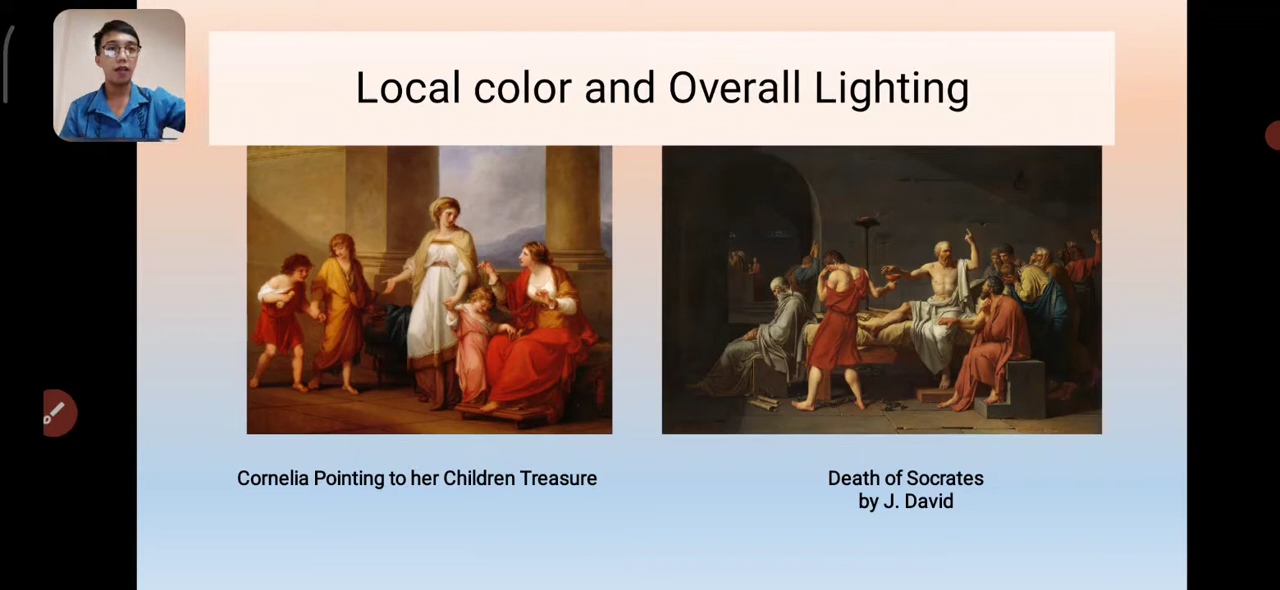 Local color and Overall Lighting
Cornelia Pointing to her Children Treasure
Death of Socrates
by J. David